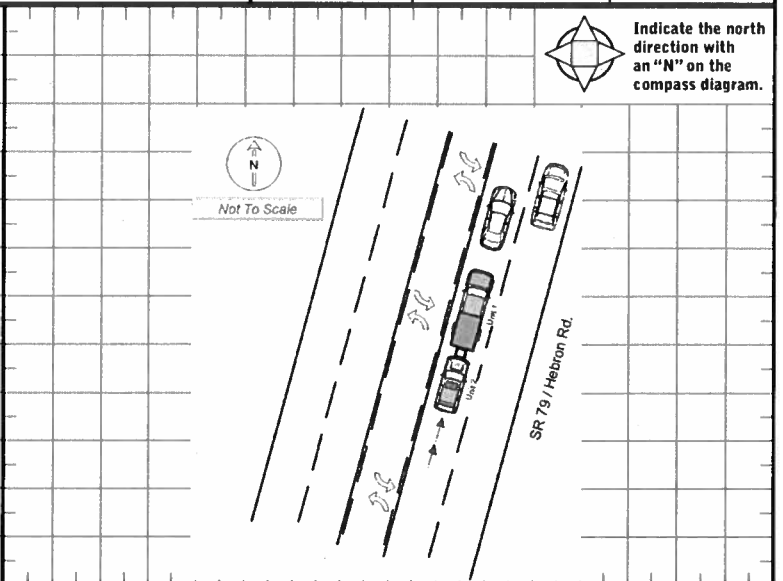 Indicate the north
direction with
an "N" on the
compass diagram.
N
Not To Scale
Unit 1
Unit 2
SR 79 / Hebron Rd.